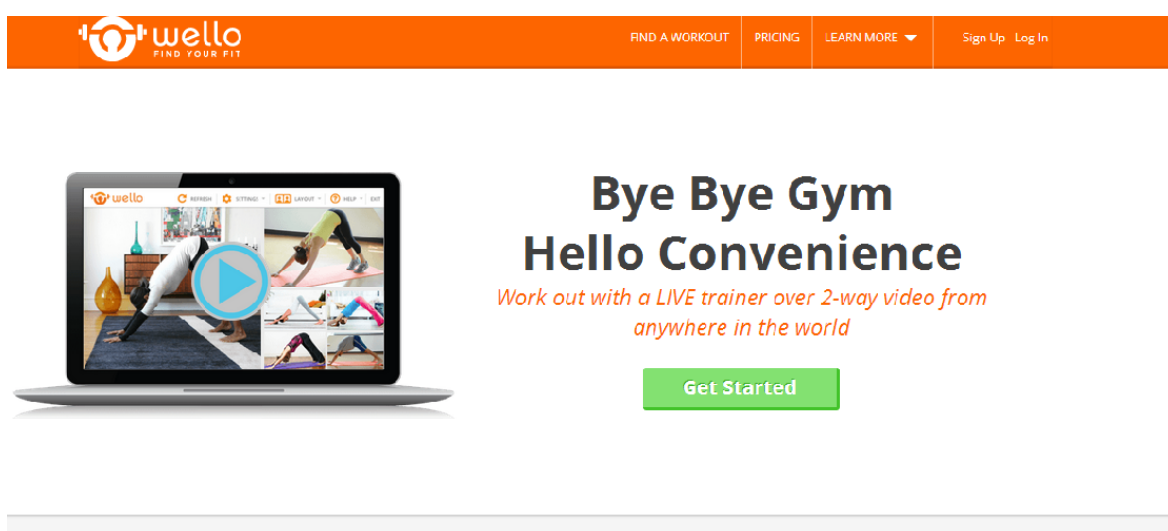 wello
FIND YOUR FIT
FIND A WORKOUT
PRICING
LEARN MORE
Sign Up Log In
wello
REFRESH
SETTINGS
LAYOUT
HELP
EXIT
Bye Bye Gym
Hello Convenience
Work out with a LIVE trainer over 2-way video from
anywhere in the world
Get Started